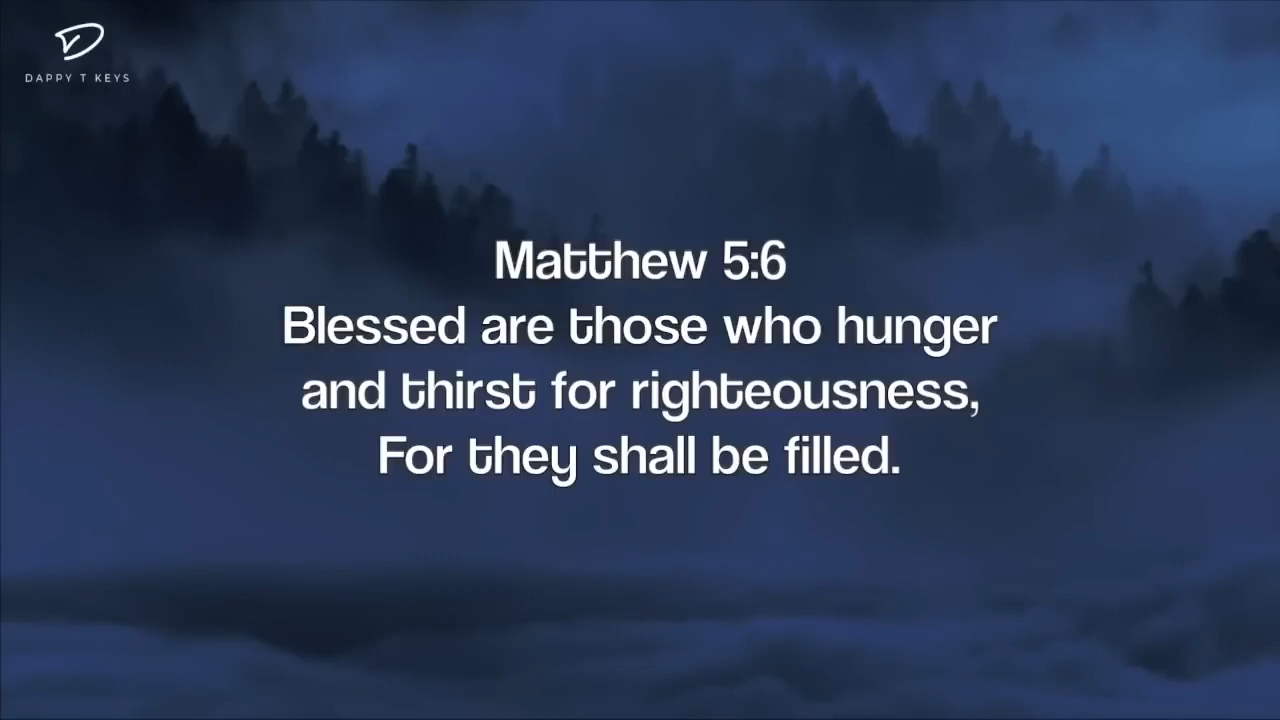 DAPPY T KEYS
Matthew 5:6
Blessed are those who hunger
and thirst for righteousness,
For they shall be filled.